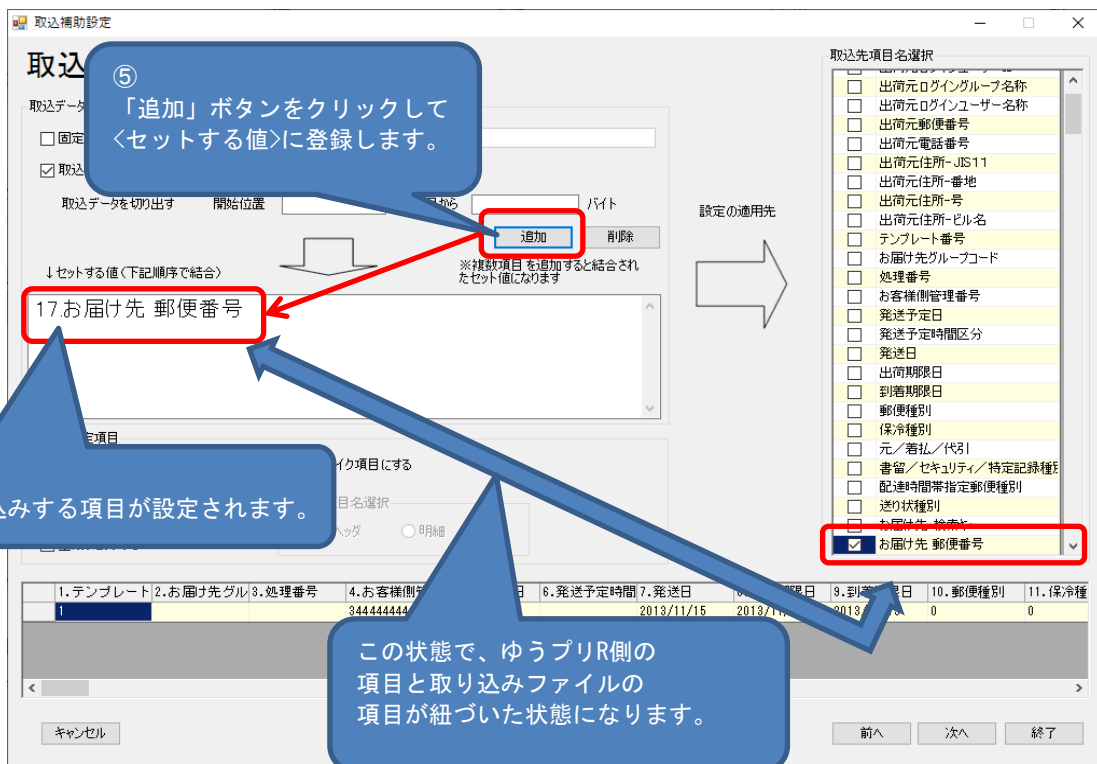 取込補助設定
取込
⑤
「追加」ボタンをクリックして
<セットする値>に登録します。
取込データ
固定
取込
取込データを切り出す 開始位置 から バイト
追加 削除
※複数項目を追加すると結合され
たセット値になります
↓セットする値(下記順序で結合)
17.お届け先 郵便番号
設定の適用先
定項目
イク項目にする
込みする項目が設定されます。
目名選択
ヘッダ 明細
取込先項目名選択
出荷元ログイングループ名称
出荷元ログインユーザー名称
出荷元郵便番号
出荷元電話番号
出荷元住所-JIS11
出荷元住所-番地
出荷元住所-号
出荷元住所-ビル名
テンプレート番号
お届け先グループコード
処理番号
お客様側管理番号
発送予定日
発送予定時間区分
発送日
出荷期限日
到着期限日
郵便種別
保冷種別
元/着払/代引
書留/セキュリティ/特定記録種別
配達時間帯指定郵便種別
送り状種別
お届け先 郵便番号
1.テンプレート 2.お届け先グル 3.処理番号 4.お客様側 日 6.発送予定時間 7.発送日 限日 9.到着 日 10.郵便種別 11.保冷種
1 344444444 2013/11/15 2013/1 2013/ 0 0
この状態で、ゆうプリR側の
項目と取り込みファイルの
項目が紐づいた状態になります。
キャンセル 前へ 次へ 終了